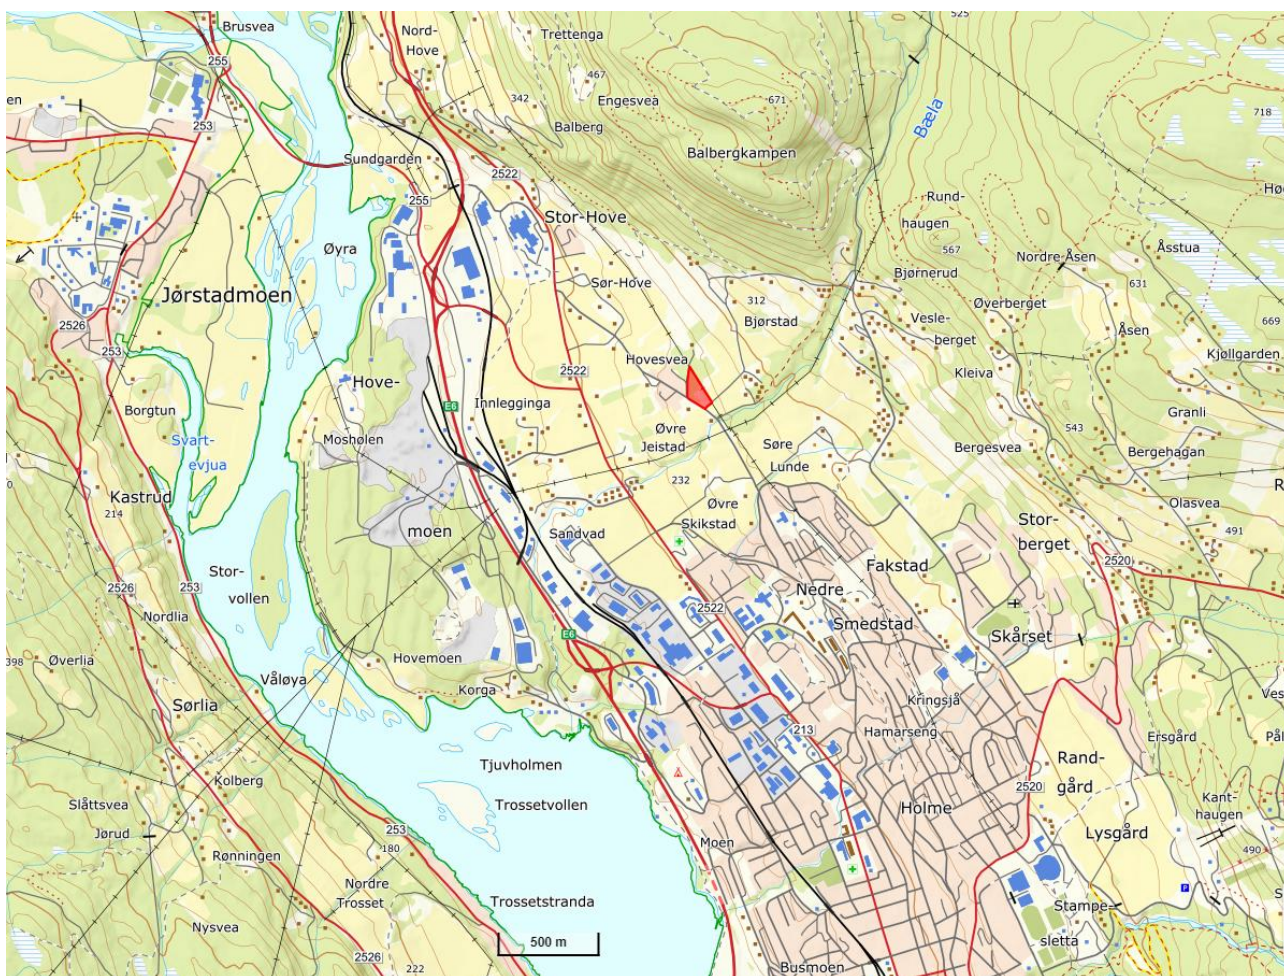 Brusvea
Nord-
Hove
Trettenga
525
255
467
342
Engesvea
671
718
en
253
Balberg
Bæla
Balbergkampen
Sundgarden
2522
255
Rund-
haugen
Stor-Hove
Øyra
567
Nordre-Åsen
Åsstua
Bjørnerud
Sør-Hove
631
Jørstadmoen
312
Bjørstad
Øverberget
Vesle-
berget
Åsen
669
2526
253
Hovesvea
Kjøllgarden
2522
Kleiva
Hove-
E6
Innlegginga
Borgtun
Granli
Moshølen
Øvre
Jeistad
543
Svart-
evjua
Søre
Lunde
Bergesvea
Bergehagan
232
Kastrud
214
Øvre
Skikstad
Olasvea
moen
Sandvad
Stor-
berget
491
Stor-
vollen
2520
Fakstad
2526
253
Nedre
Smedstad
2522
Nordlia
E6
Skårset
398
Øverlia
Hovemoen
Våløya
Korga
Kringsjå
Sørlia
213
Hamarseng
Ersgård
Rand-
gård
Tjuvholmen
Kolberg
2520
Slåttsvea
Trossetvollen
Holme
Kant-
haugen
Jørud
253
Lysgård
180
Moen
490
Rønningen
Nordre
Trosset
P
Trossetstranda
Stampe-
sletta
Nysvea
500 m
2526
222
Busmoen